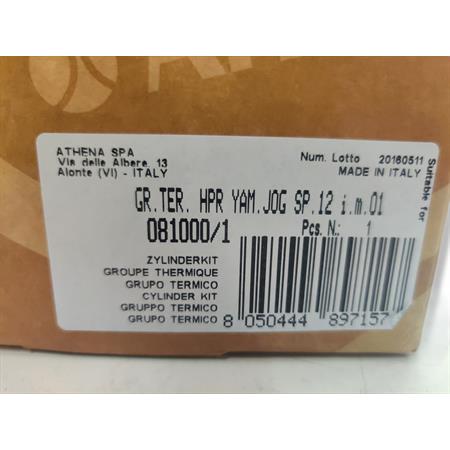 ATHENA SPA
Via delle Albere, 13
Alonte (VI) - ITALY
Num. Lotto 20160511
MADE IN ITALY
Suitable for
GR.TER. HPR YAM.JOG SP.12 i.m.01
081000/1
Pcs. N.: 1
ZYLINDERKIT
GROUPE THERMIQUE
GRUPO TERMICO
CYLINDER KIT
GRUPPO TERMICO
GRUPO TERMICO
8 050444 897157